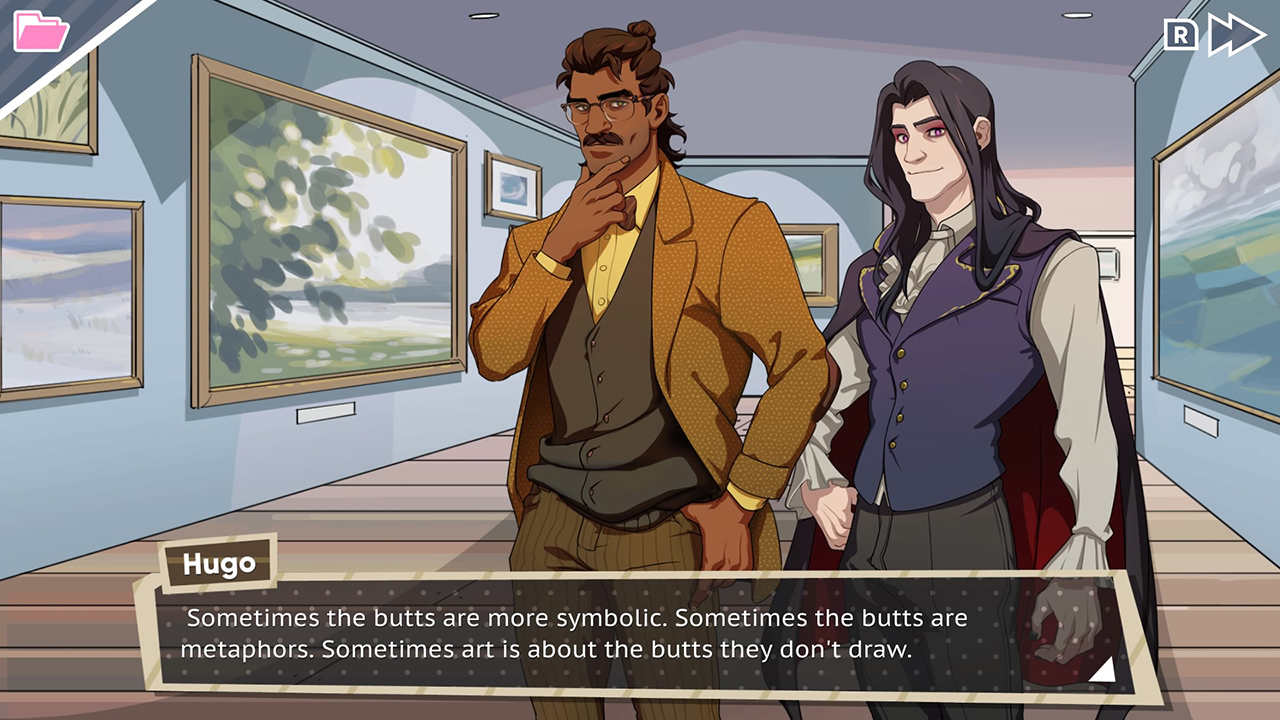 R
Hugo
Sometimes the butts are more symbolic. Sometimes the butts are
metaphors. Sometimes art is about the butts they don't draw.